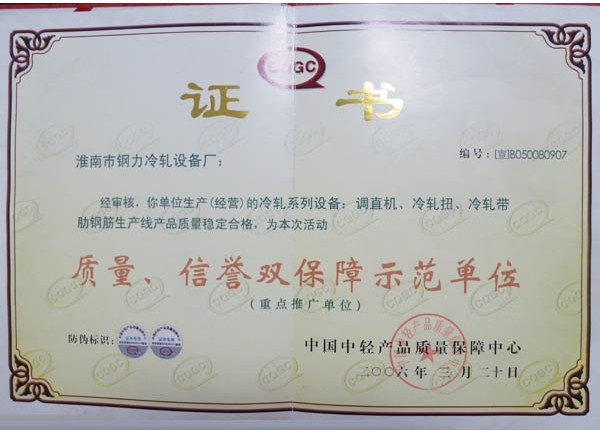 CQGC
证书
淮南市钢力冷轧设备厂：
编号：[宣]B050080907
经审核，你单位生产(经营)的冷轧系列设备：调直机、冷轧扭、冷轧带
肋钢筋生产线产品质量稳定合格，为本次活动
质量、信誉双保障示范单位
(重点推广单位)
防伪标识：
中国中轻产品质量保障中心
二〇〇六年 三月二十日